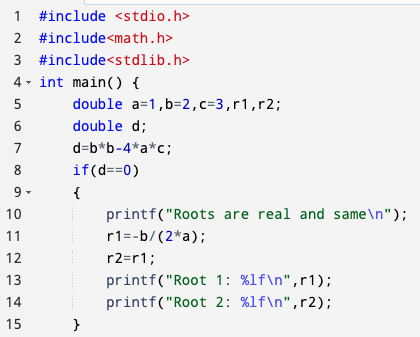 1 #include <stdio.h>
2 #include<math.h>
3 #include<stdlib.h>
4 int main() {
5     double a=1,b=2,c=3,r1,r2;
6     double d;
7     d=b*b-4*a*c;
8     if(d==0)
9     {
10         printf("Roots are real and same\n");
11         r1=-b/(2*a);
12         r2=r1;
13         printf("Root 1: %lf\n",r1);
14         printf("Root 2: %lf\n",r2);
15     }